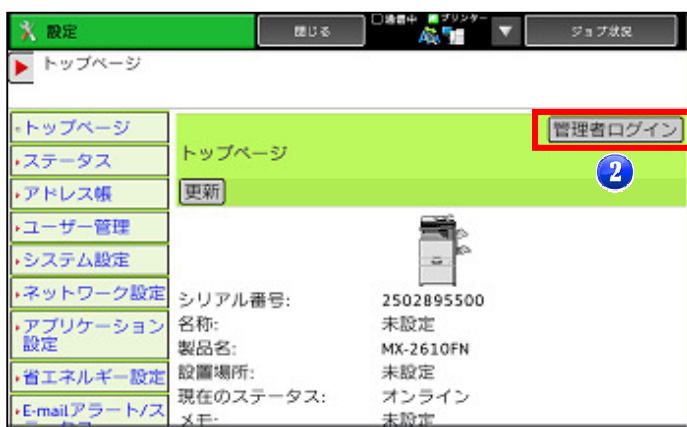 設定
閉じる
通信中
プリンター
ジョブ状況
トップページ
トップページ
ステータス
アドレス帳
ユーザー管理
システム設定
ネットワーク設定
アプリケーション
設定
省エネルギー設定
E-mailアラート/ス
トップページ
管理者ログイン
2
更新
シリアル番号: 2502895500
名称: 未設定
製品名: MX-2610FN
設置場所: 未設定
現在のステータス: オンライン
メモ: 未設定